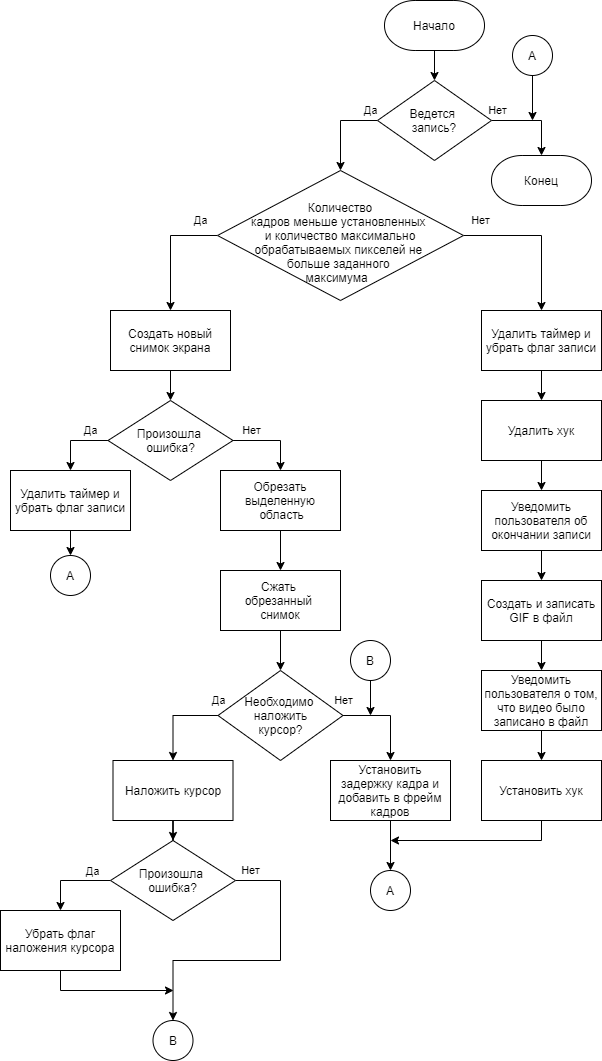 Начало
A
Да
Ведется
запись?
Нет
Конец
Да
Количество
кадров меньше установленных
и количество максимально
обрабатываемых пикселей не
больше заданного
максимума
Нет
Создать новый
снимок экрана
Удалить таймер и
убрать флаг записи
Да
Произошла
ошибка?
Нет
Удалить хук
Удалить таймер и
убрать флаг записи
Обрезать
выделенную
область
Уведомить
пользователя об
окончании записи
A
Сжать
обрезанный
снимок
Создать и записать
GIF в файл
B
Да
Необходимо
наложить
курсор?
Нет
Уведомить
пользователя о том,
что видео было
записано в файл
Наложить курсор
Установить
задержку кадра и
добавить в фрейм
кадров
Установить хук
Да
Произошла
ошибка?
Нет
A
Убрать флаг
наложения курсора
B